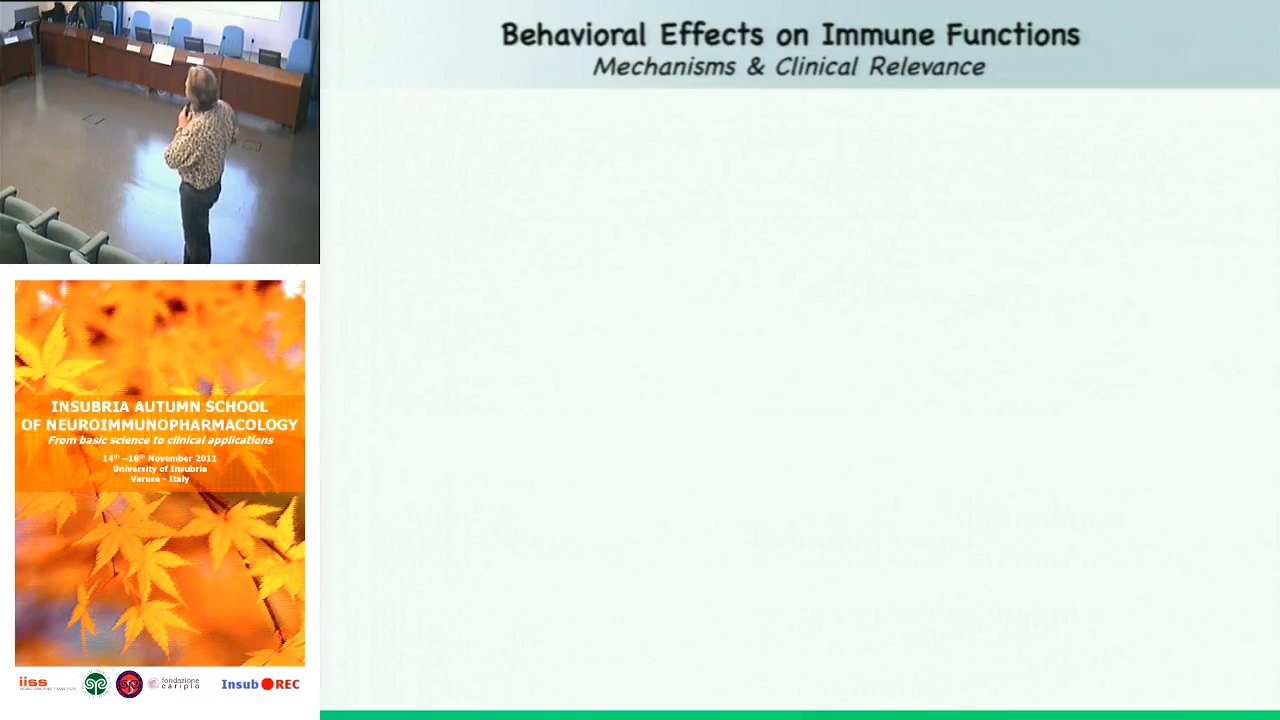 Behavioral Effects on Immune Functions
Mechanisms & Clinical Relevance
INSUBRIA AUTUMN SCHOOL
OF NEUROIMMUNOPHARMACOLOGY
From basic science to clinical applications
14th –18th November 2011
University of Insubria
Varese - Italy
iiss
fondazione
cariplo
Insub REC